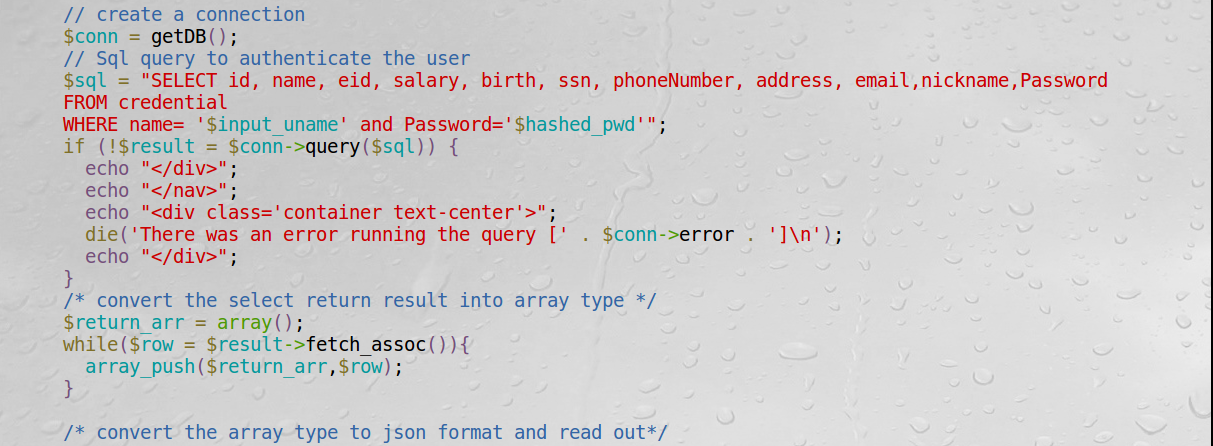 // create a connection
$conn = getDB();
// Sql query to authenticate the user
$sql = "SELECT id, name, eid, salary, birth, ssn, phoneNumber, address, email,nickname,Password
FROM credential
WHERE name= '$input_uname' and Password='$hashed_pwd'";
if (!$result = $conn->query($sql)) {
  echo "</div>";
  echo "</nav>";
  echo "<div class='container text-center'>";
  die('There was an error running the query [' . $conn->error . ']\n');
  echo "</div>";
}
/* convert the select return result into array type */
$return_arr = array();
while($row = $result->fetch_assoc()){
  array_push($return_arr,$row);
}
/* convert the array type to json format and read out*/